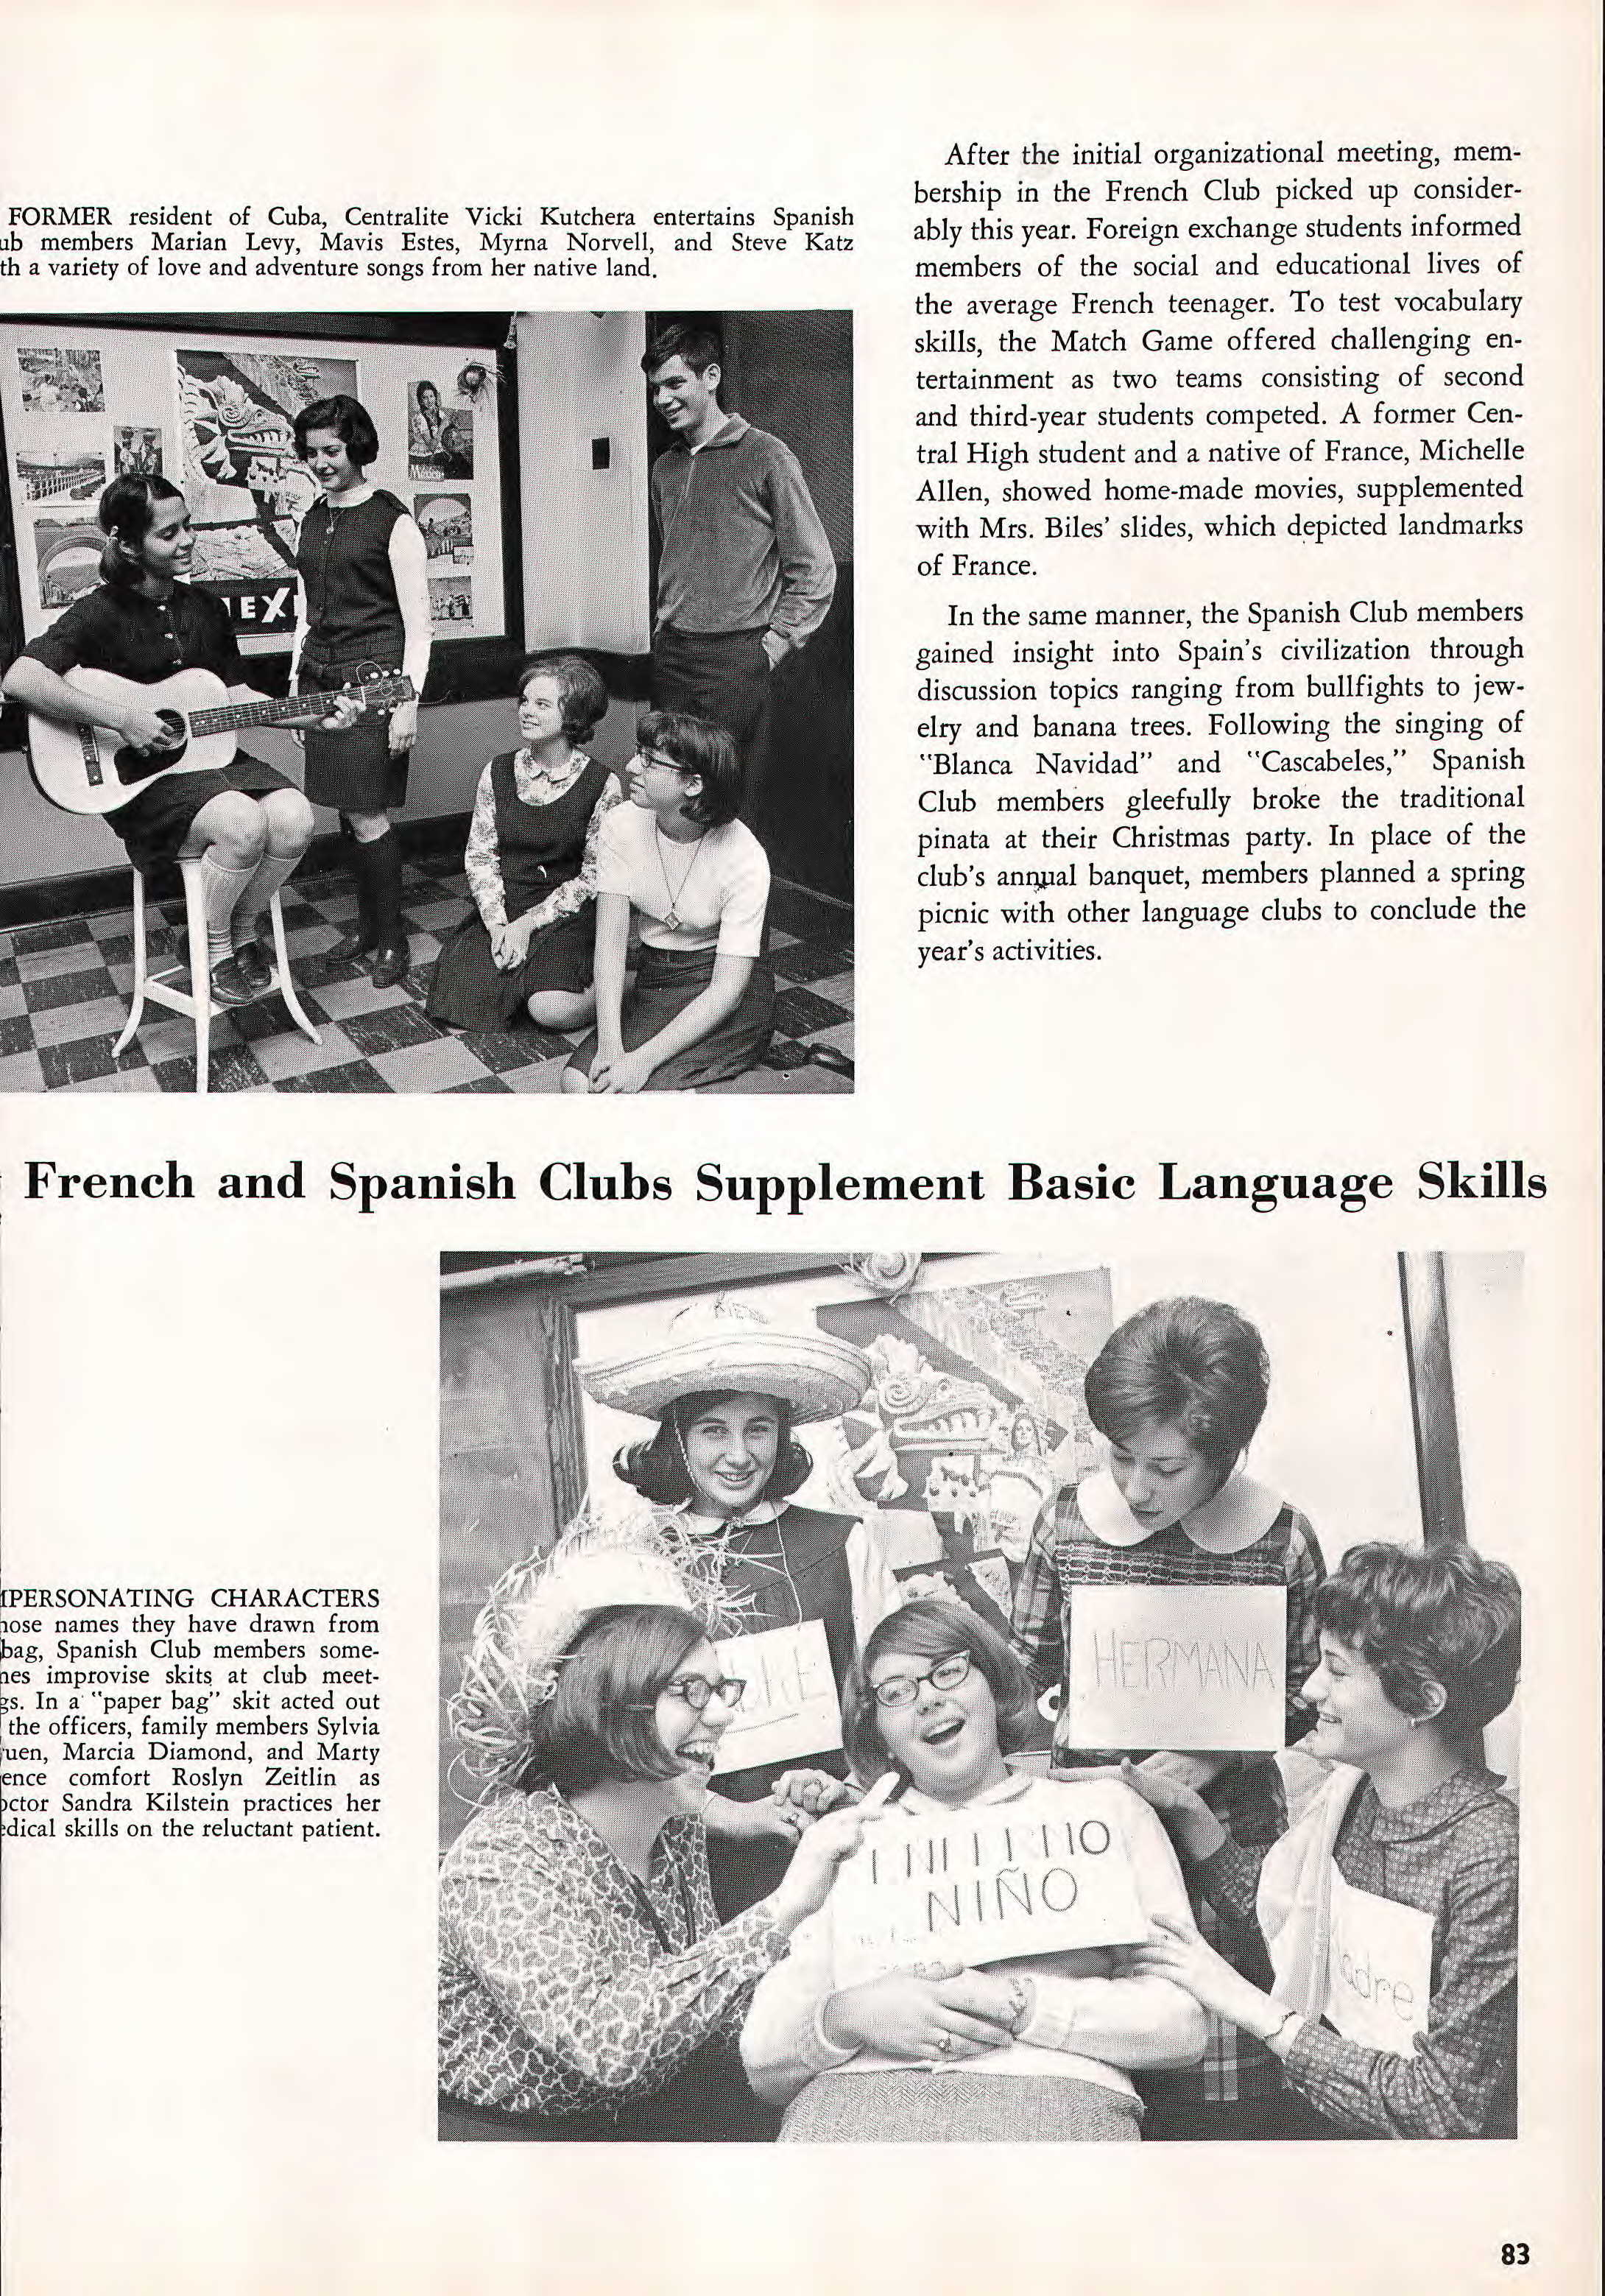 FORMER resident of Cuba, Centralite Vicki Kutchera entertains Spanish
members Marian Levy, Mavis Estes, Myrna Norvell, and Steve Katz
a variety of love and adventure songs from her native land.
After the initial organizational meeting, mem-
bership in the French Club picked up consider-
ably this year. Foreign exchange students informed
members of the social and educational lives of
the average French teenager. To test vocabulary
skills, the Match Game offered challenging en-
tertainment as two teams consisting of second
and third-year students competed. A former Cen-
tral High student and a native of France, Michelle
Allen, showed home-made movies, supplemented
with Mrs. Biles' slides, which depicted landmarks
of France.
In the same manner, the Spanish Club members
gained insight into Spain's civilization through
discussion topics ranging from bullfights to jew-
elry and banana trees. Following the singing of
"Blanca Navidad" and "Cascabeles," Spanish
Club members gleefully broke the traditional
pinata at their Christmas party. In place of the
club's annual banquet, members planned a spring
picnic with other language clubs to conclude the
year's activities.
French and Spanish Clubs Supplement Basic Language Skills
PERSONATING CHARACTERS
names they have drawn from
bag, Spanish Club members some-
improvise skits at club meet-
In a "paper bag" skit acted out
the officers, family members Sylvia
Marcia Diamond, and Marty
comfort Roslyn Zeitlin as
Sandra Kilstein practices her
skills on the reluctant patient.
HERMANA
NIÑO
adre
83